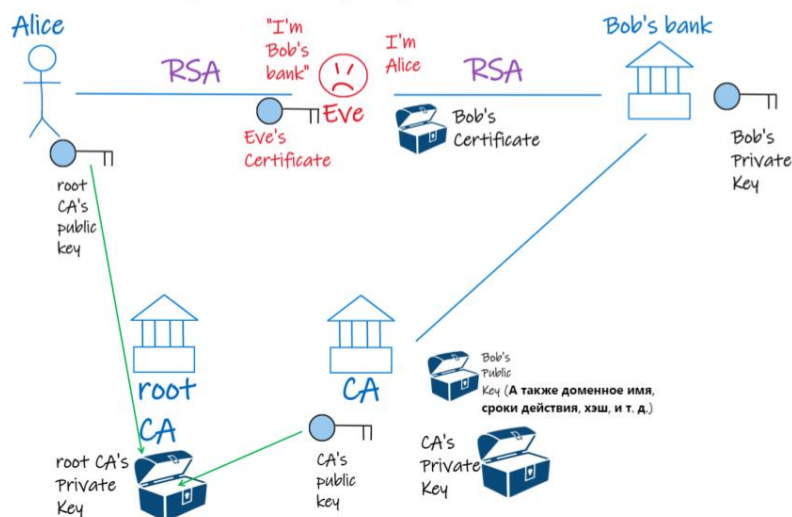 Alice
RSA
"I'm
Bob's
bank"
Eve
Eve's
Certificate
I'm
Alice
RSA
Bob's
Certificate
Bob's bank
Bob's
Private
Key
root
CA's
public
key
root
CA
CA
Bob's
Public
Key (А также доменное имя,
сроки действия, хэш, и т. д.)
root CA's
Private
Key
CA's
public
key
CA's
Private
Key